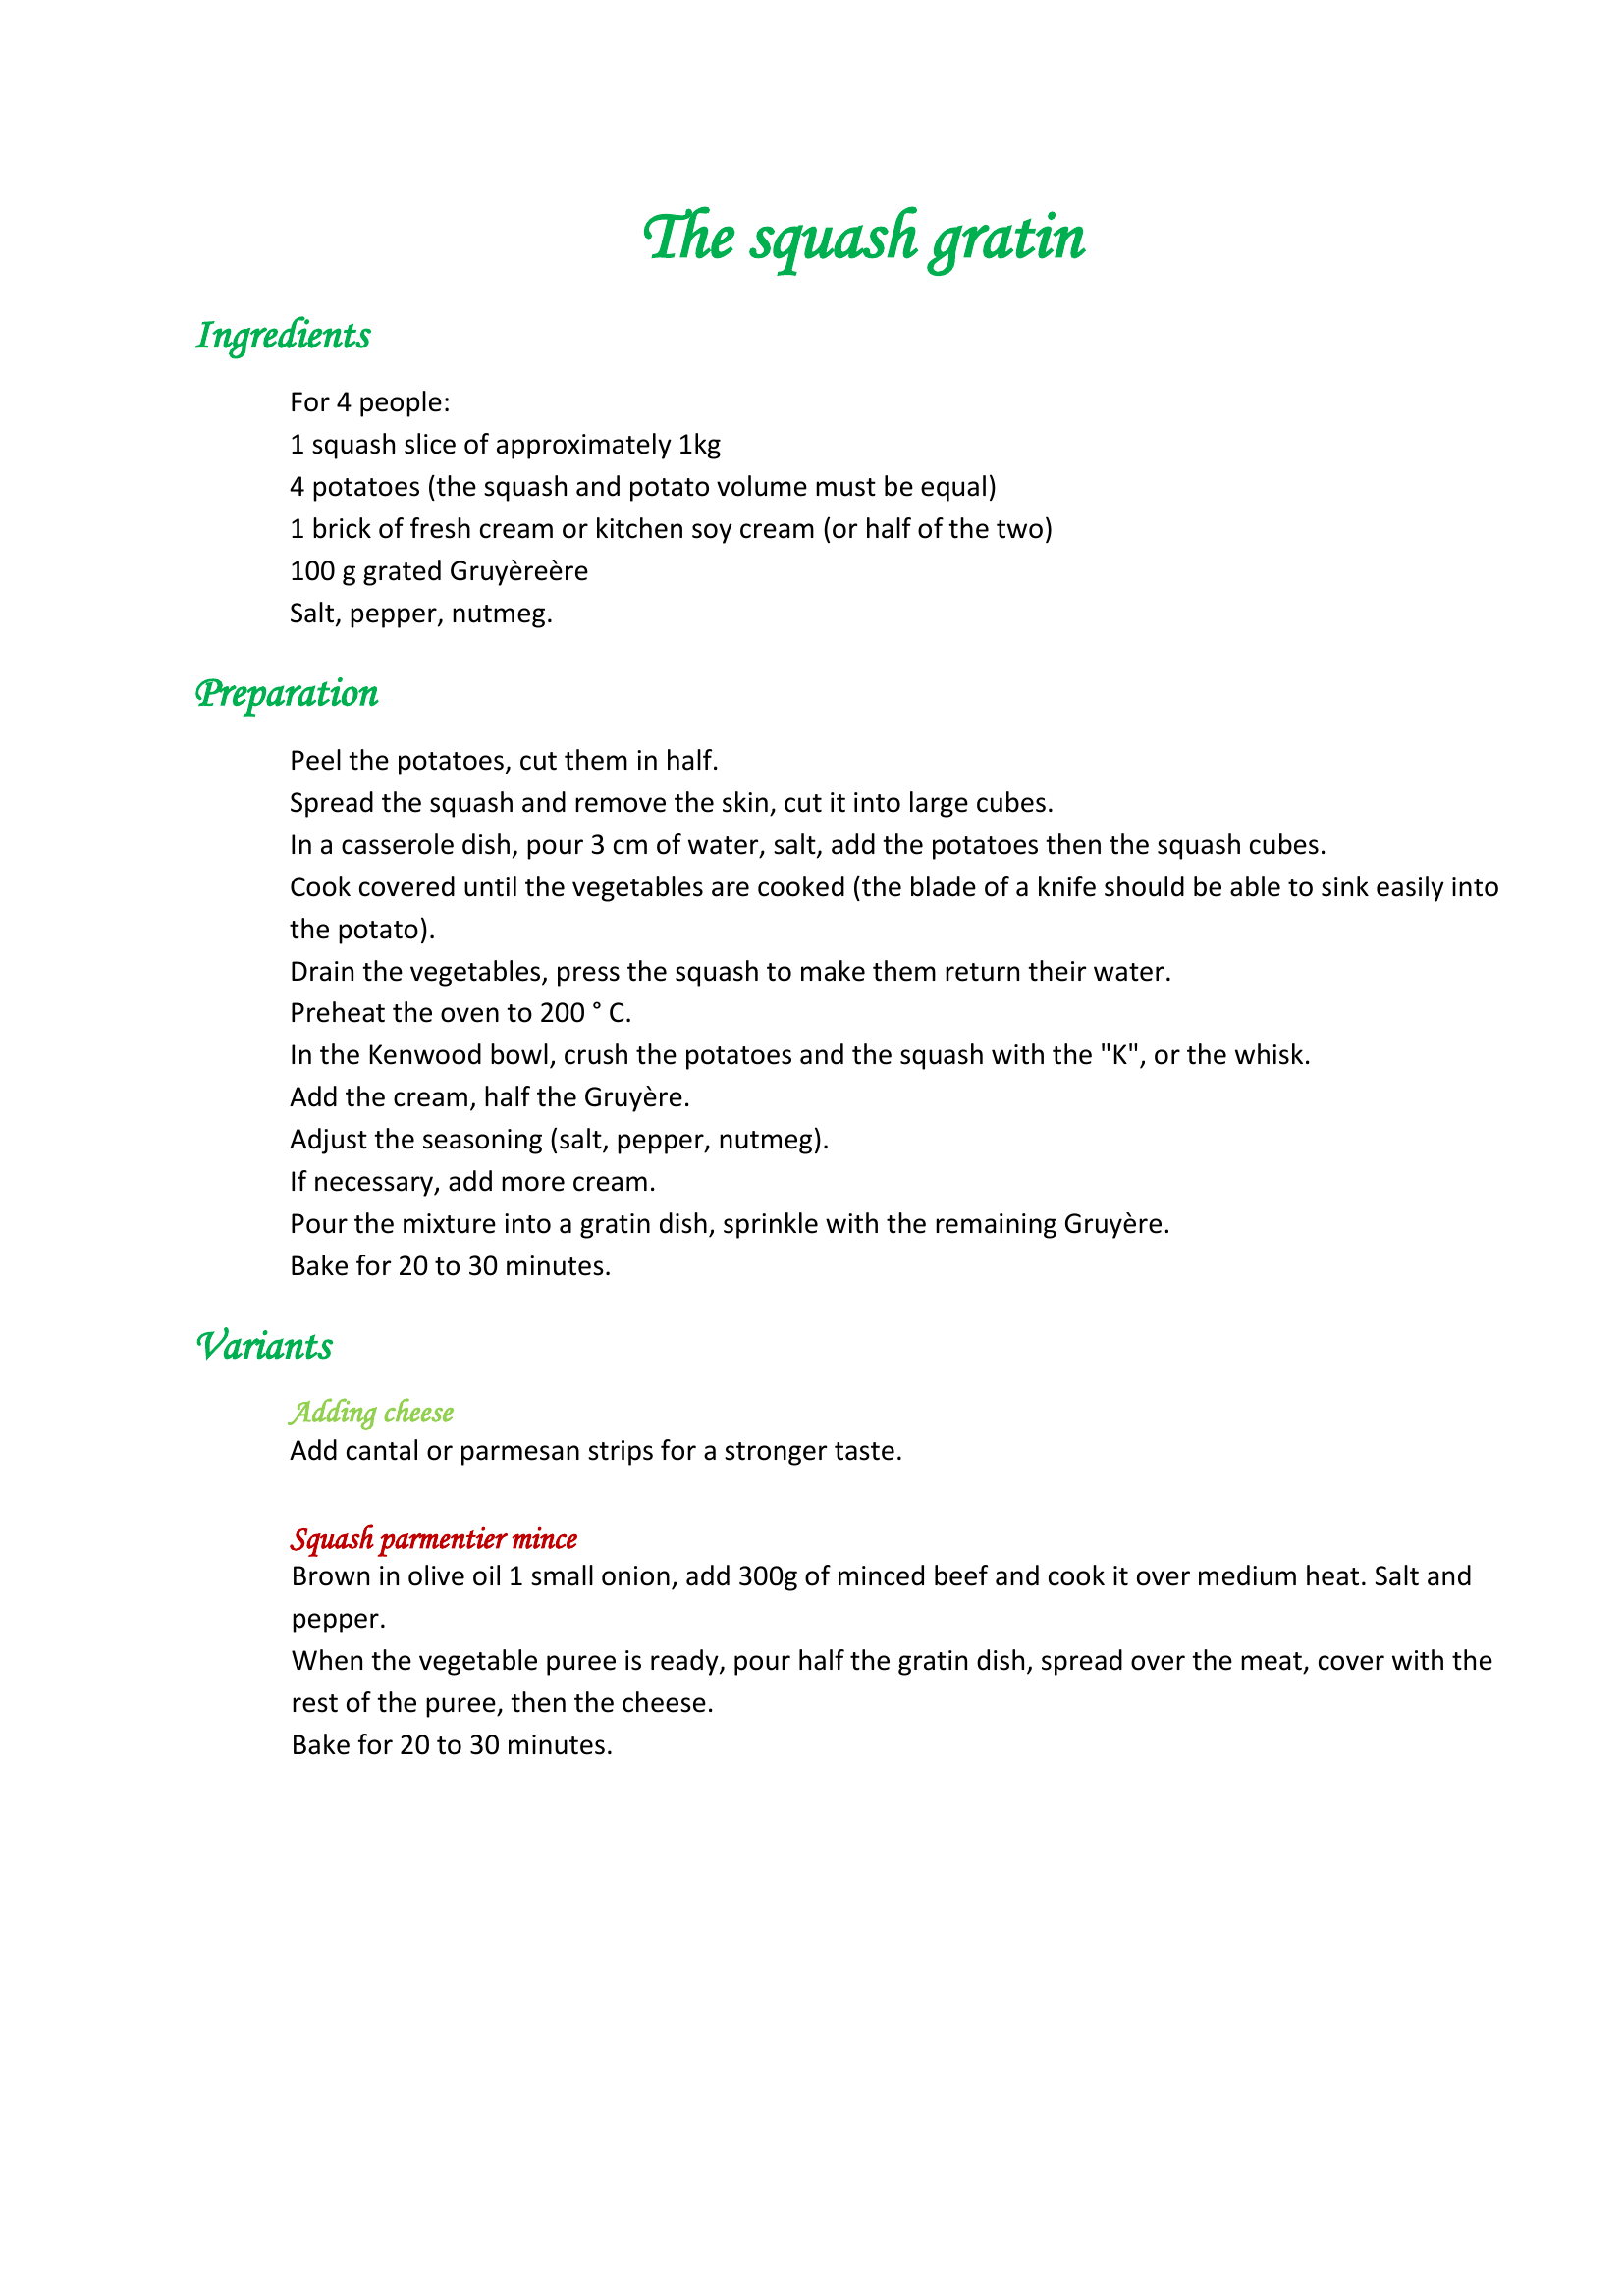 The squash gratin
Ingredients
For 4 people:
1 squash slice of approximately 1kg
4 potatoes (the squash and potato volume must be equal)
1 brick of fresh cream or kitchen soy cream (or half of the two)
100 g grated Gruyèreère
Salt, pepper, nutmeg.
Preparation
Peel the potatoes, cut them in half.
Spread the squash and remove the skin, cut it into large cubes.
In a casserole dish, pour 3 cm of water, salt, add the potatoes then the squash cubes.
Cook covered until the vegetables are cooked (the blade of a knife should be able to sink easily into
the potato).
Drain the vegetables, press the squash to make them return their water.
Preheat the oven to 200 ° C.
In the Kenwood bowl, crush the potatoes and the squash with the "K", or the whisk.
Add the cream, half the Gruyère.
Adjust the seasoning (salt, pepper, nutmeg).
If necessary, add more cream.
Pour the mixture into a gratin dish, sprinkle with the remaining Gruyère.
Bake for 20 to 30 minutes.
Variants
Adding cheese
Add cantal or parmesan strips for a stronger taste.
Squash parmentier mince
Brown in olive oil 1 small onion, add 300g of minced beef and cook it over medium heat. Salt and
pepper.
When the vegetable puree is ready, pour half the gratin dish, spread over the meat, cover with the
rest of the puree, then the cheese.
Bake for 20 to 30 minutes.